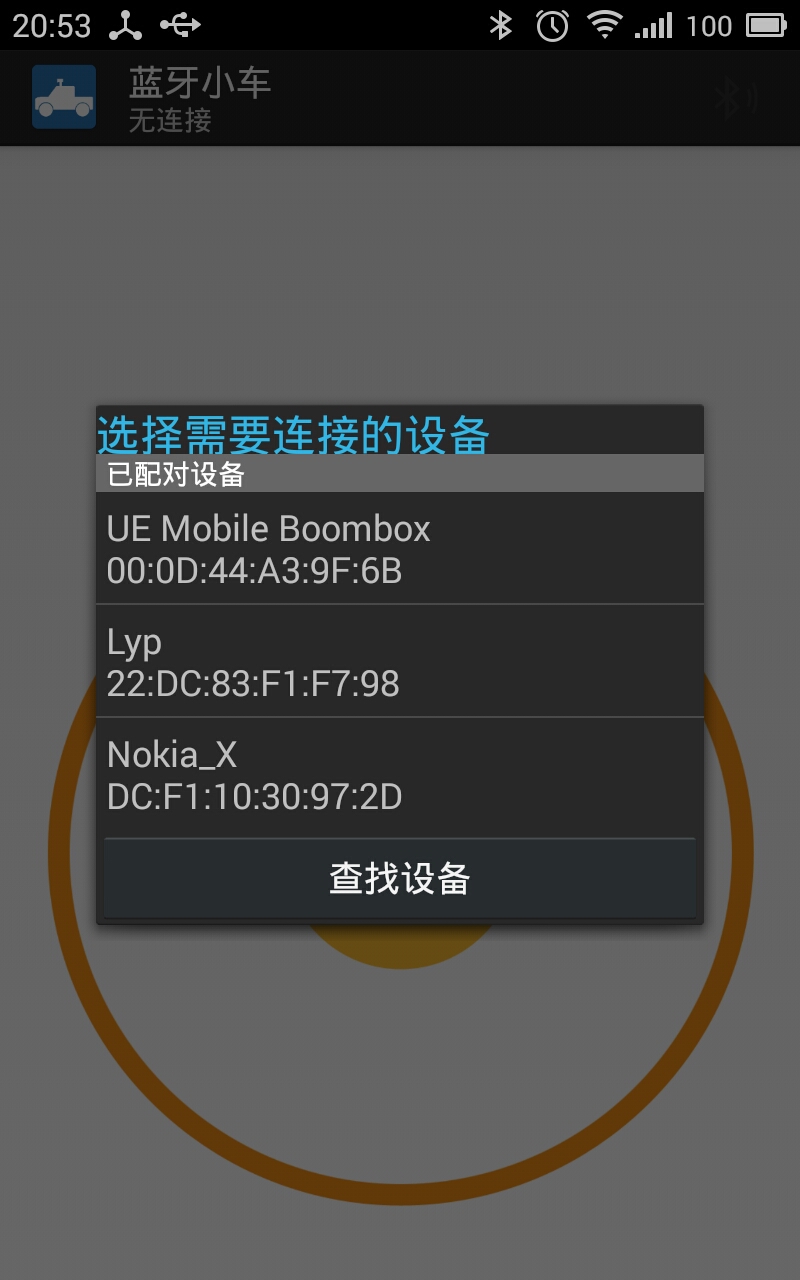 20:53
100
蓝牙小车
无连接
选择需要连接的设备
已配对设备
UE Mobile Boombox
00:0D:44:A3:9F:6B
Lyp
22:DC:83:F1:F7:98
Nokia_X
DC:F1:10:30:97:2D
查找设备